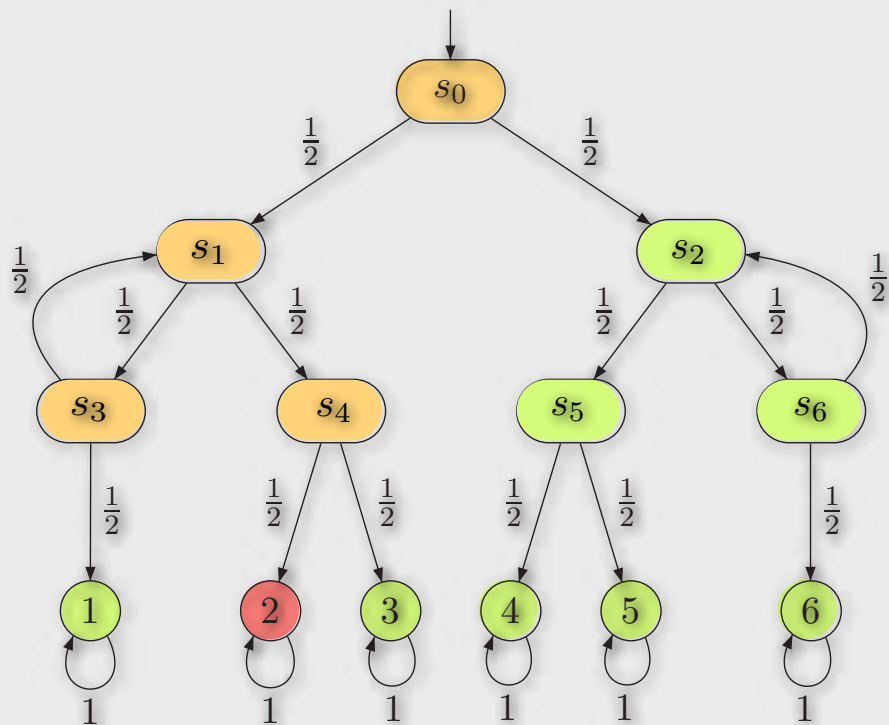 s₀
½ ½
s₁ s₂
½ ½ ½ ½ ½ ½
s₃ s₄ s₅ s₆
½ ½ ½ ½ ½ ½
1 2 3 4 5 6
1 1 1 1 1 1